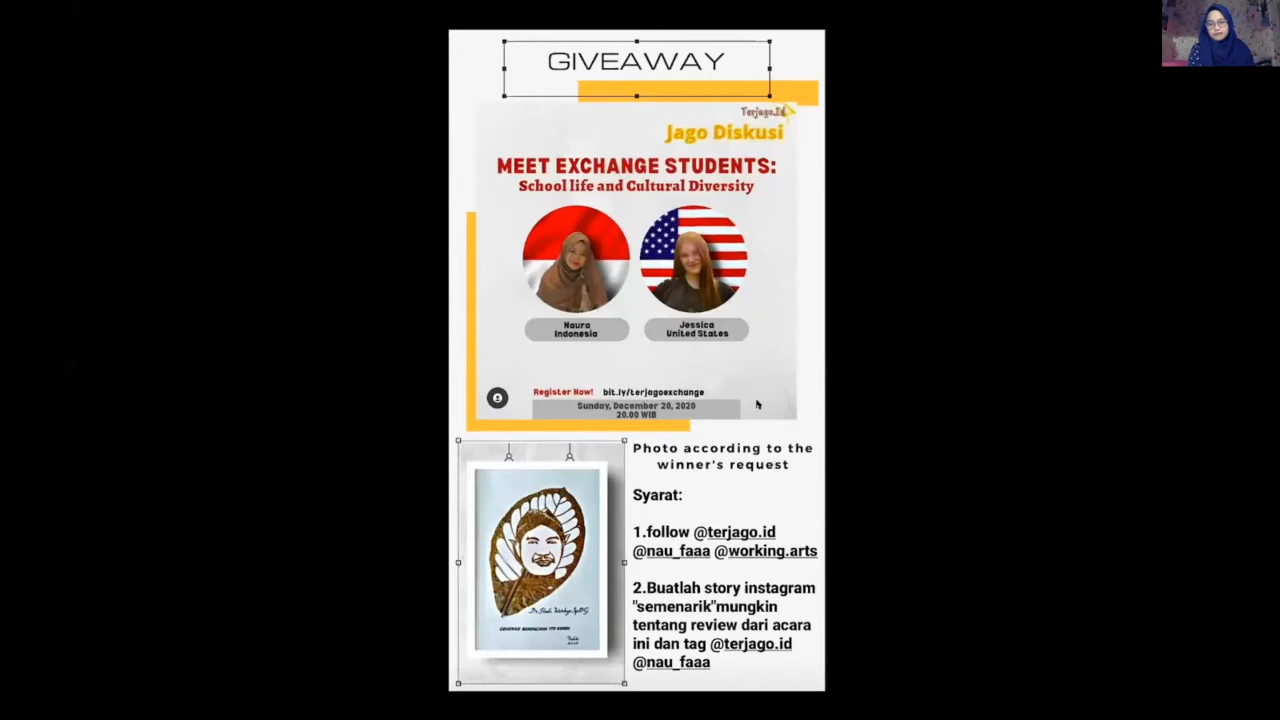 GIVEAWAY
Terjago.Id
Jago Diskusi
MEET EXCHANGE STUDENTS:
School life and Cultural Diversity
Naura
Indonesia
Jessica
United States
Register Now! bit.ly/terjagoexchange
Sunday, December 20, 2020
20.00 WIB
Photo according to the
winner's request
Syarat:
1.follow @terjago.id
@nau_faaa @working.arts
2.Buatlah story instagram
"semenarik"mungkin
tentang review dari acara
ini dan tag @terjago.id
@nau_faaa